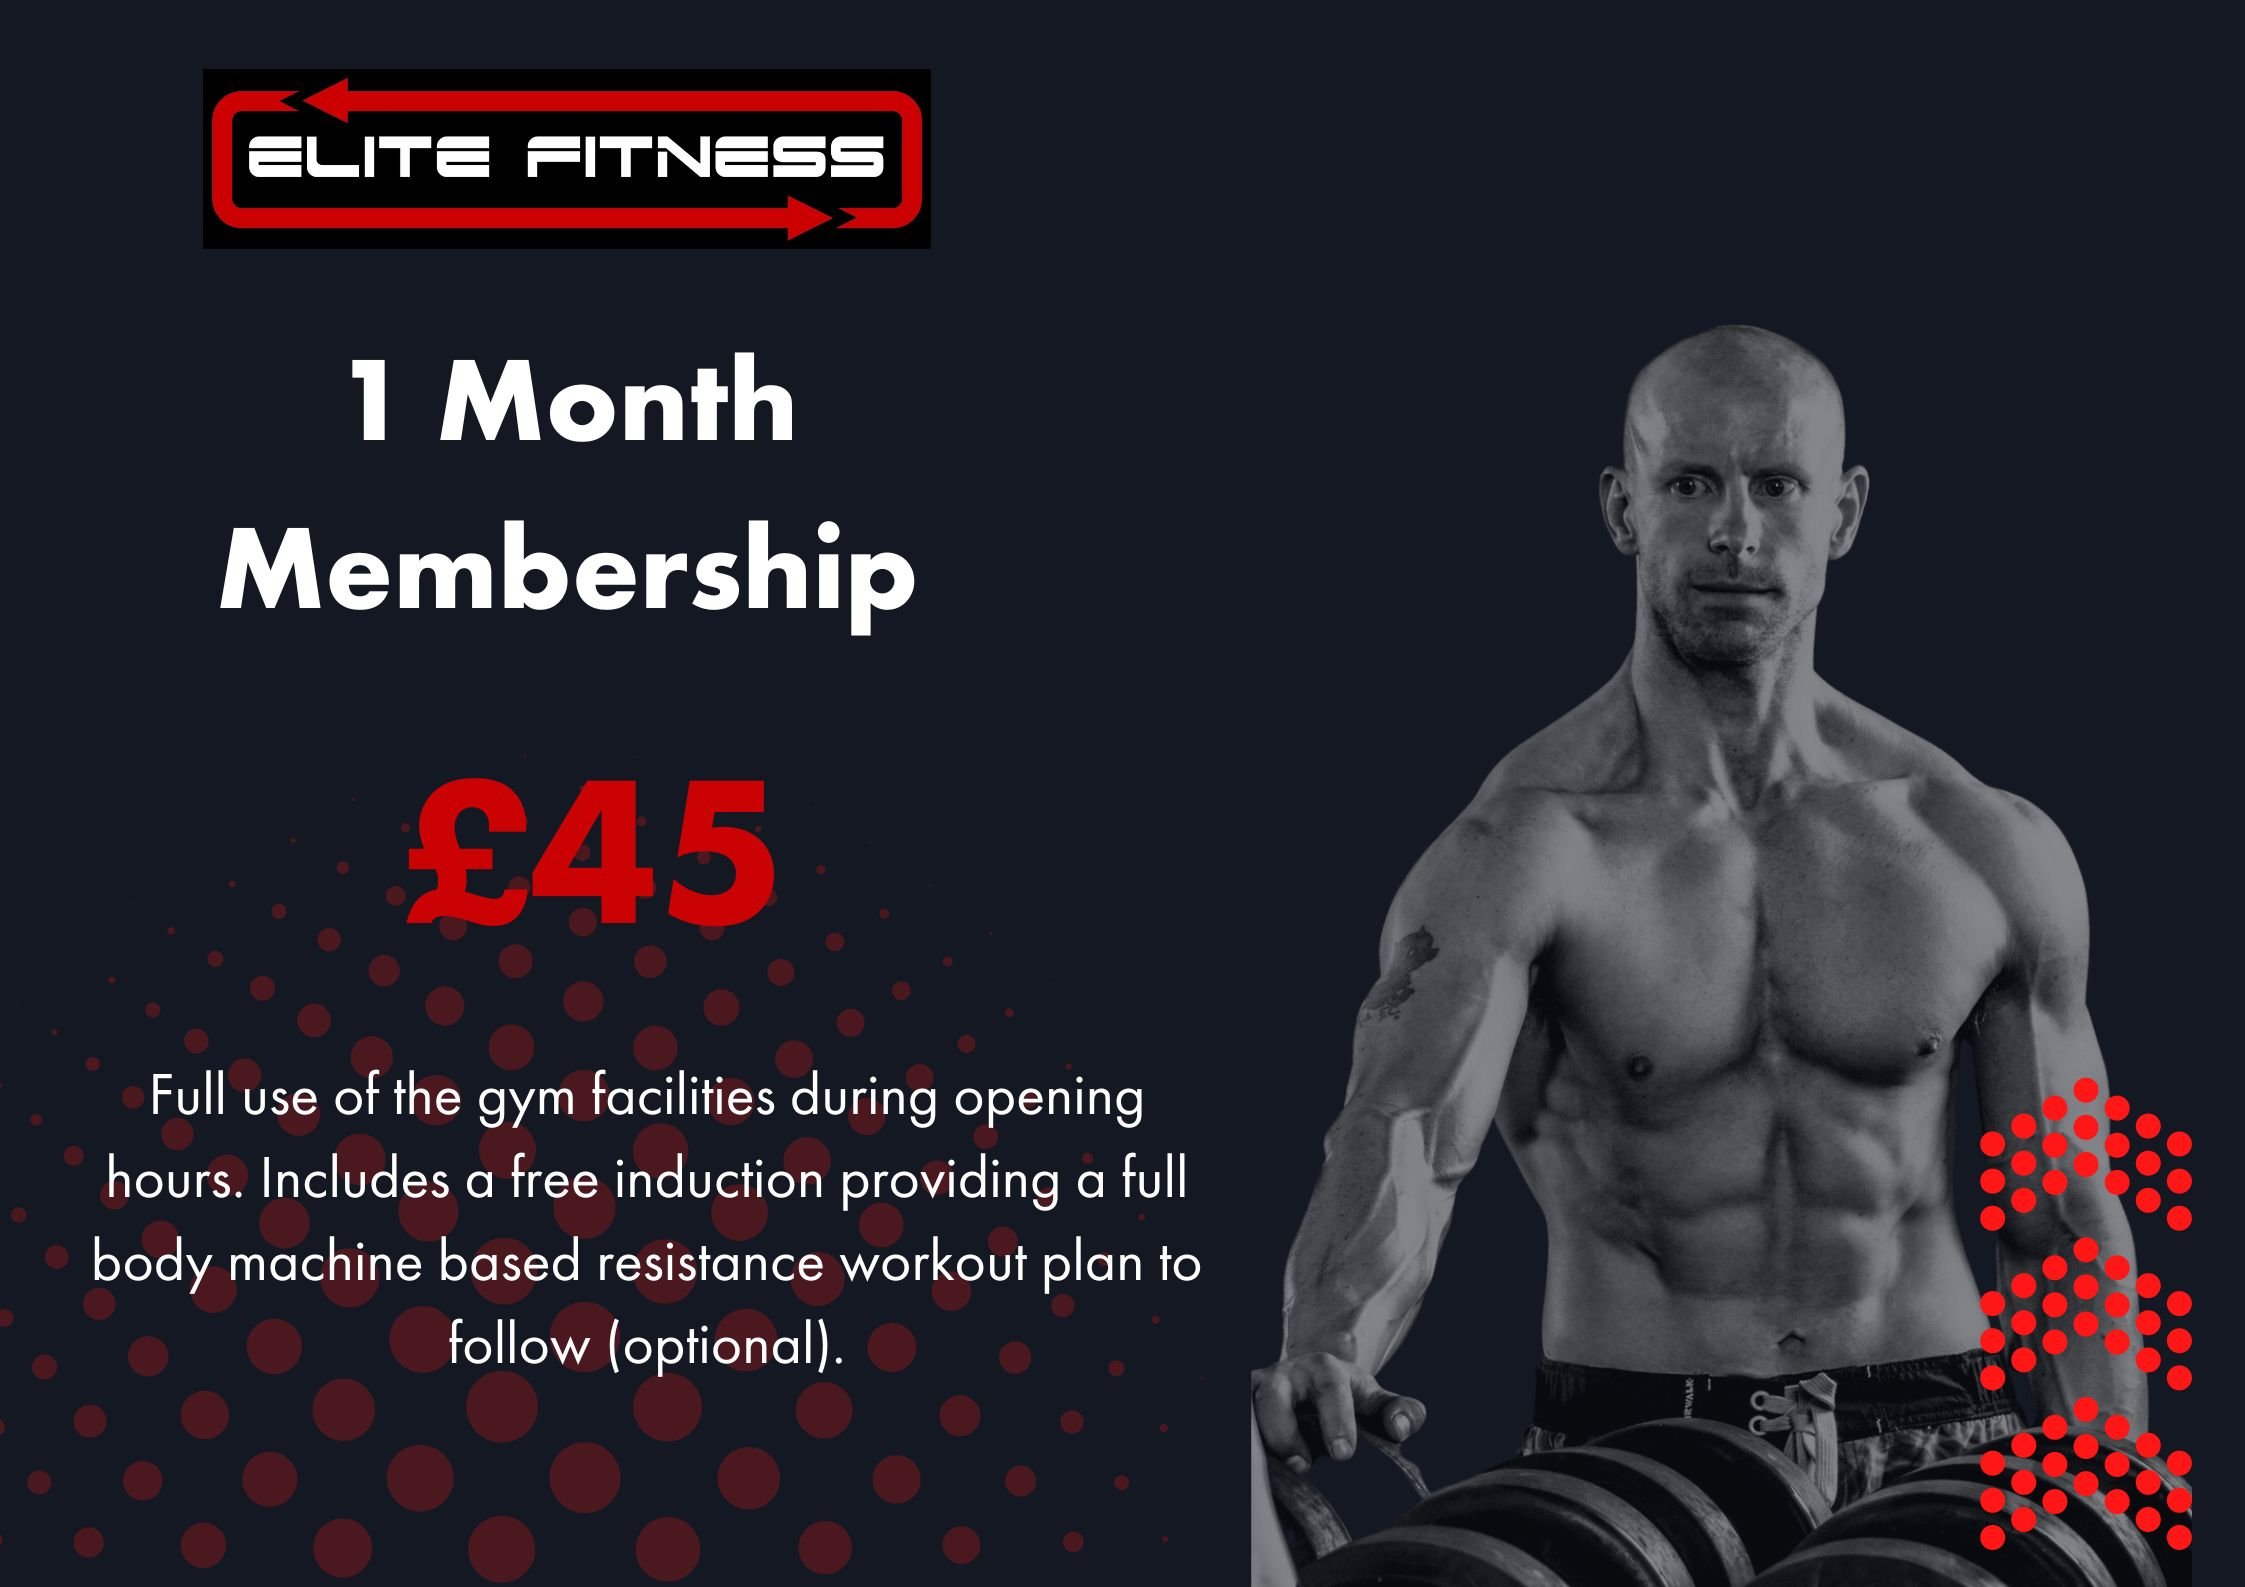 ELITE FITNESS
1 Month
Membership
£45
Full use of the gym facilities during opening
hours. Includes a free induction providing a full
body machine based resistance workout plan to
follow (optional).